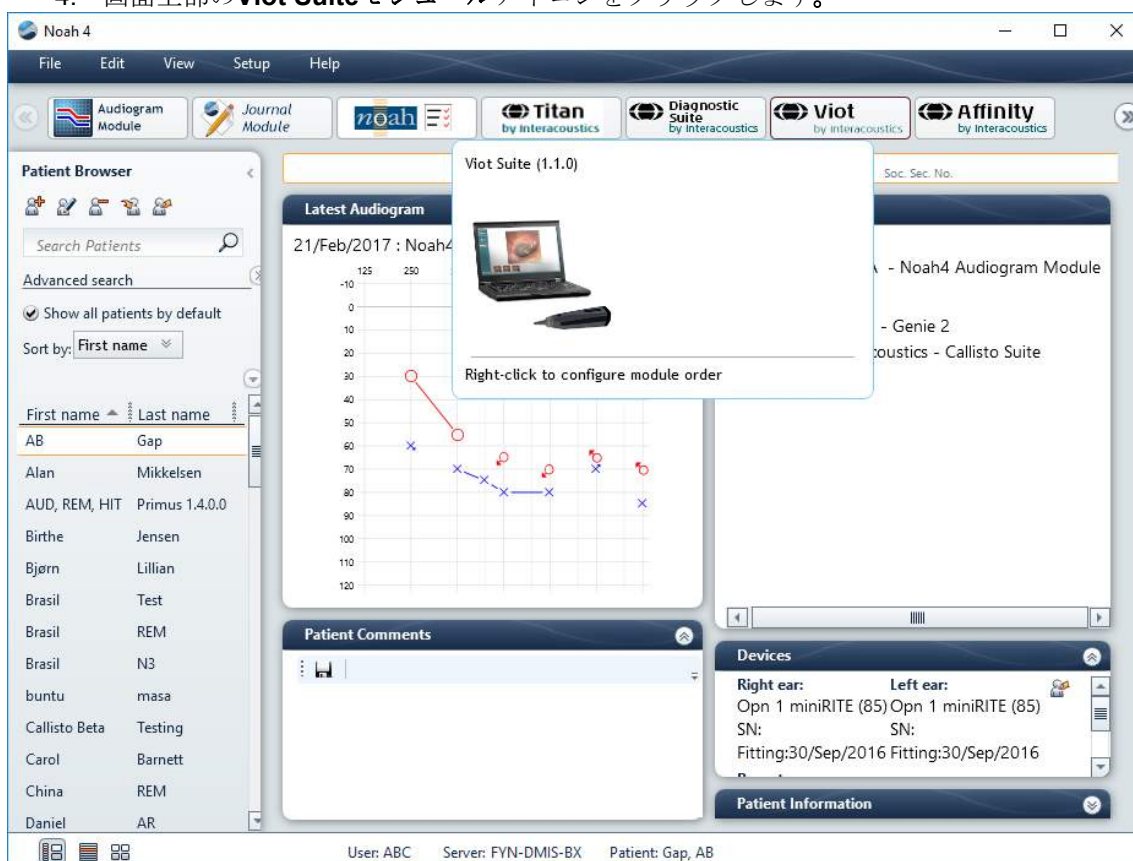 4. 画面上部のViot Suiteモジュールアイコンをクリックします。
Noah 4
File Edit View Setup Help
Audiogram Module
Journal Module
noah
Titan by Interacoustics
Diagnostic Suite by Interacoustics
Viot by Interacoustics
Affinity by Interacoustics
Patient Browser
Search Patients
Advanced search
Show all patients by default
Sort by: First name
First name Last name
AB Gap
Alan Mikkelsen
AUD, REM, HIT Primus 1.4.0.0
Birthe Jensen
Bjørn Lillian
Brasil Test
Brasil REM
Brasil N3
buntu masa
Callisto Beta Testing
Carol Barnett
China REM
Daniel AR
Soc. Sec. No.
Viot Suite (1.1.0)
Right-click to configure module order
Latest Audiogram
21/Feb/2017 : Noah4
125 250
-10
0
10
20
30
40
50
60
70
80
90
100
110
120
- Noah4 Audiogram Module
- Genie 2
coustics - Callisto Suite
Patient Comments
Devices
Right ear: Left ear:
Opn 1 miniRITE (85) Opn 1 miniRITE (85)
SN: SN:
Fitting:30/Sep/2016 Fitting:30/Sep/2016
Patient Information
User: ABC Server: FYN-DMIS-BX Patient: Gap, AB